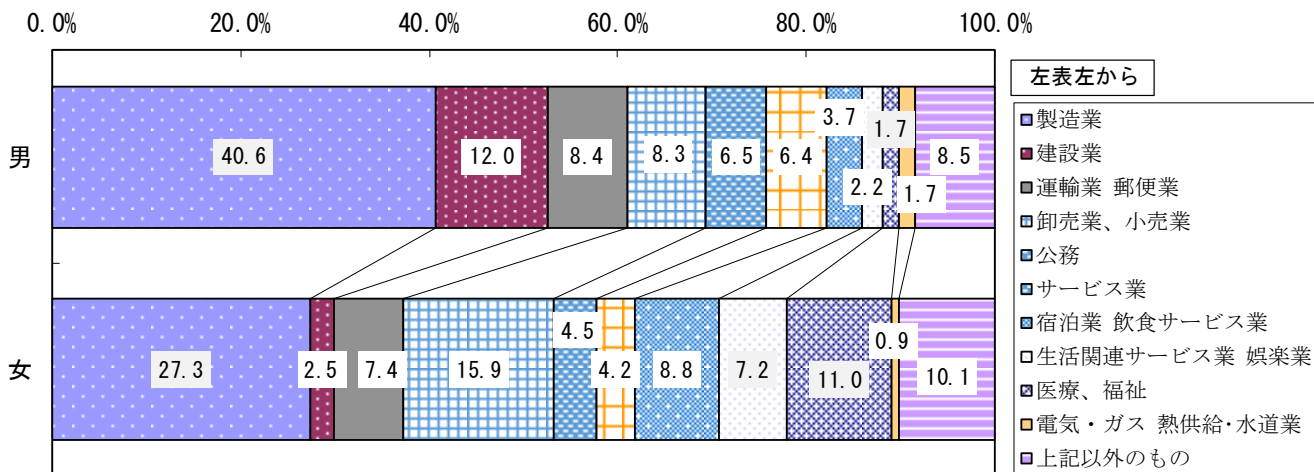 0.0% 20.0% 40.0% 60.0% 80.0% 100.0%
左表左から
男
40.6 12.0 8.4 8.3 6.5 6.4 3.7 2.2 1.7 1.7 8.5
女
27.3 2.5 7.4 15.9 4.5 4.2 8.8 7.2 11.0 0.9 10.1
製造業
建設業
運輸業 郵便業
卸売業、小売業
公務
サービス業
宿泊業 飲食サービス業
生活関連サービス業 娯楽業
医療、福祉
電気・ガス 熱供給・水道業
上記以外のもの